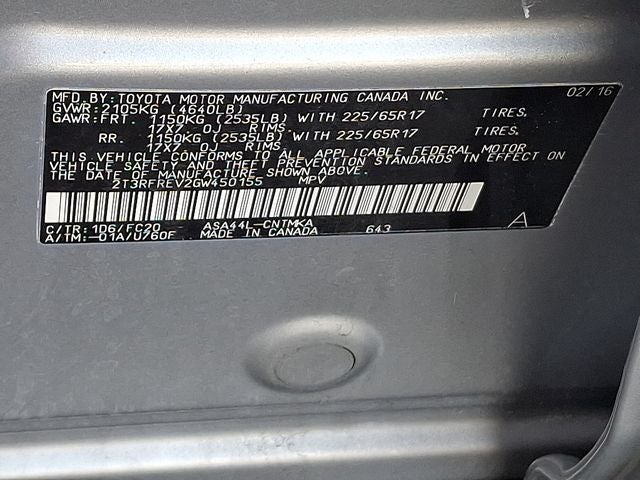 MFD.BY:TOYOTA MOTOR MANUFACTURING CANADA INC. 02/16
GVWR:2105KG (4640LB)
GAWR:FRT. 1150KG (2535LB) WITH 225/65R17 TIRES.
17X7.0J RIMS
RR. 1150KG (2535LB) WITH 225/65R17 TIRES.
17X7.0J RIMS
THIS VEHICLE CONFORMS TO ALL APPLICABLE FEDERAL MOTOR
VEHICLE SAFETY AND THEFT PREVENTION STANDARDS IN EFFECT ON
THE DATE OF MANUFACTURE SHOWN ABOVE.
2T3RFREV2GW450155 MPV
C/TR:1D6/FC20 ASA44L-CNTMKA 643 A
A/TM:-01A/U760F MADE IN CANADA